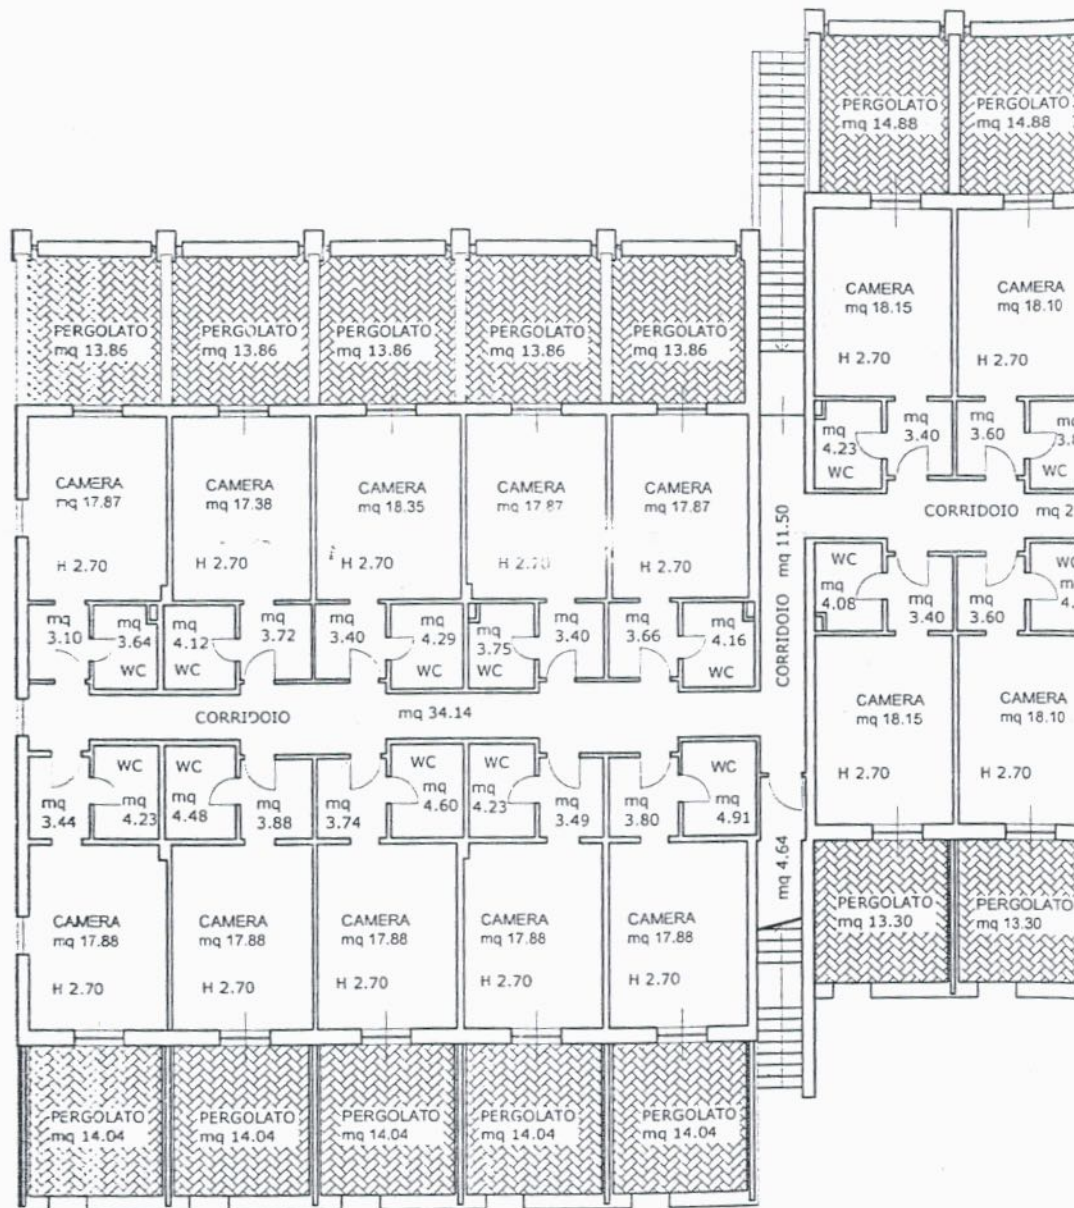 PERGOLATO
mq 14.88
PERGOLATO
mq 14.88
CAMERA
mq 18.15
H 2.70
CAMERA
mq 18.10
H 2.70
PERGOLATO
mq 13.86
PERGOLATO
mq 13.86
PERGOLATO
mq 13.86
PERGOLATO
mq 13.86
PERGOLATO
mq 13.86
mq
4.23
WC
mq
3.40
mq
3.60
WC
CAMERA
mq 17.87
H 2.70
CAMERA
mq 17.38
H 2.70
CAMERA
mq 18.35
H 2.70
CAMERA
mq 17.87
H 2.70
CAMERA
mq 17.87
H 2.70
CORRIDOIO mq 11.50
CORRIDOIO
mq
3.10
mq
3.64
WC
mq
4.12
WC
mq
3.72
mq
3.40
mq
4.29
WC
mq
3.75
WC
mq
3.40
mq
3.66
mq
4.16
WC
WC
mq
4.08
mq
3.40
mq
3.60
CORRIDOIO mq 34.14
CAMERA
mq 18.15
H 2.70
CAMERA
mq 18.10
H 2.70
mq
3.44
WC
mq
4.23
WC
mq
4.48
mq
3.88
mq
3.74
WC
mq
4.60
WC
mq
4.23
mq
3.49
mq
3.80
WC
mq
4.91
mq 4.64
CAMERA
mq 17.88
H 2.70
CAMERA
mq 17.88
H 2.70
CAMERA
mq 17.88
H 2.70
CAMERA
mq 17.88
H 2.70
CAMERA
mq 17.88
H 2.70
PERGOLATO
mq 13.30
PERGOLATO
mq 13.30
PERGOLATO
mq 14.04
PERGOLATO
mq 14.04
PERGOLATO
mq 14.04
PERGOLATO
mq 14.04
PERGOLATO
mq 14.04